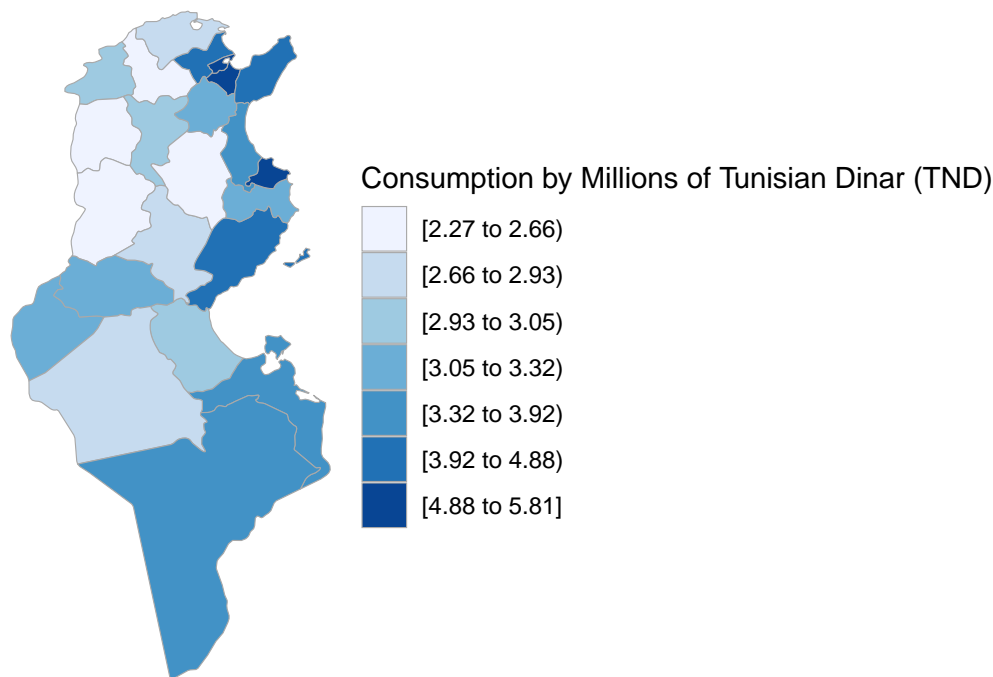 Consumption by Millions of Tunisian Dinar (TND)
[2.27 to 2.66)
[2.66 to 2.93)
[2.93 to 3.05)
[3.05 to 3.32)
[3.32 to 3.92)
[3.92 to 4.88)
[4.88 to 5.81]